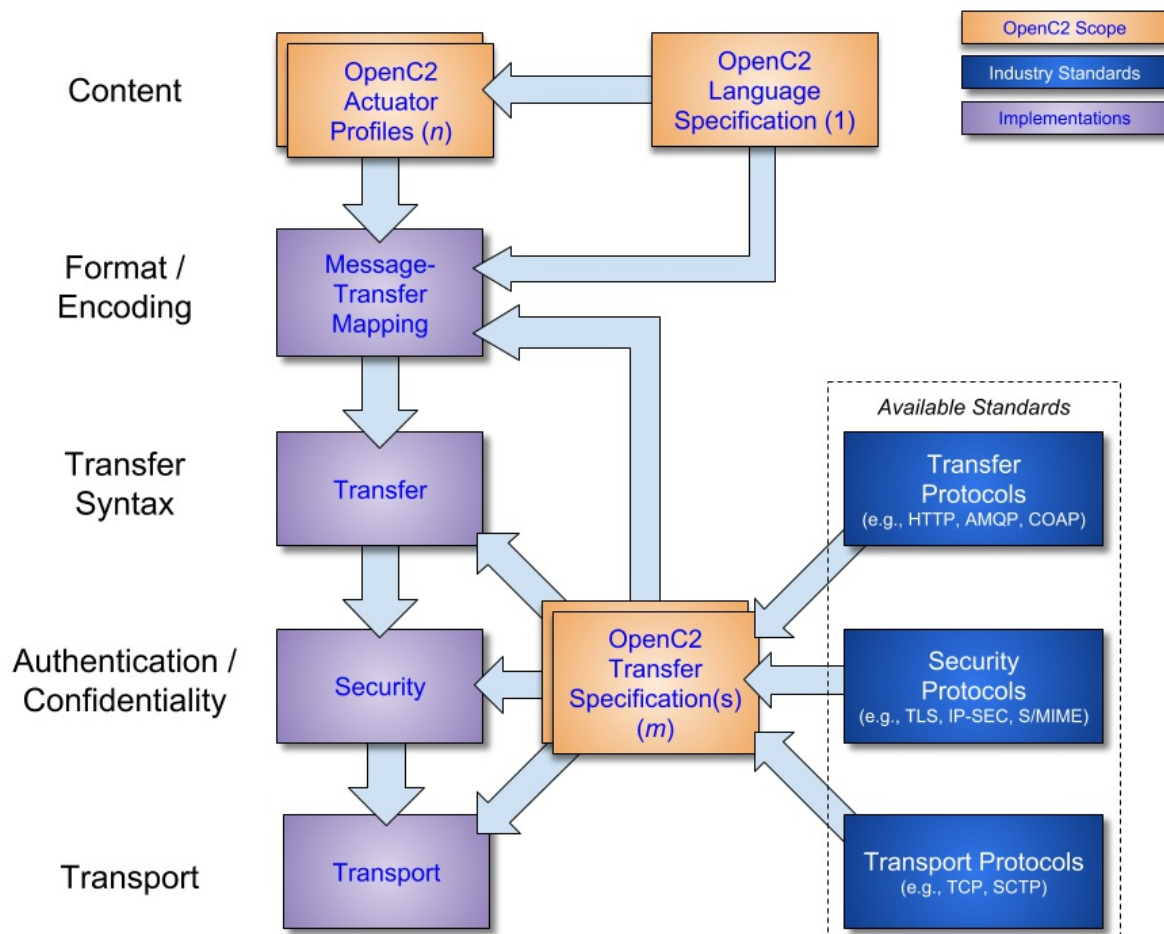 Content
OpenC2
Actuator
Profiles (n)
OpenC2
Language
Specification (1)
OpenC2 Scope
Industry Standards
Implementations
Format /
Encoding
Message-
Transfer
Mapping
Transfer
Syntax
Transfer
Available Standards
Transfer
Protocols
(e.g., HTTP, AMQP, COAP)
Authentication /
Confidentiality
Security
OpenC2
Transfer
Specification(s)
(m)
Security
Protocols
(e.g., TLS, IP-SEC, S/MIME)
Transport
Transport
Transport Protocols
(e.g., TCP, SCTP)